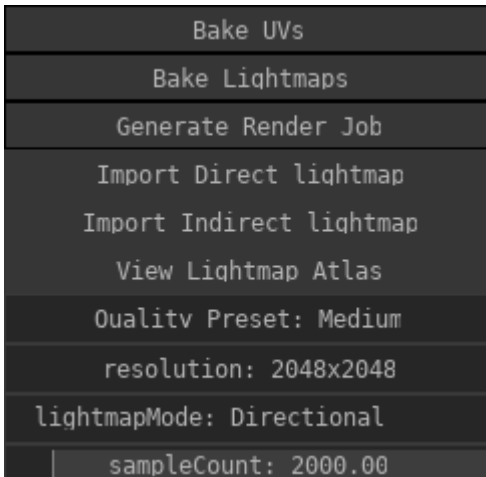 Bake UVs
Bake Lightmaps
Generate Render Job
Import Direct lightmap
Import Indirect lightmap
View Lightmap Atlas
Quality Preset: Medium
resolution: 2048x2048
lightmapMode: Directional
sampleCount: 2000.00